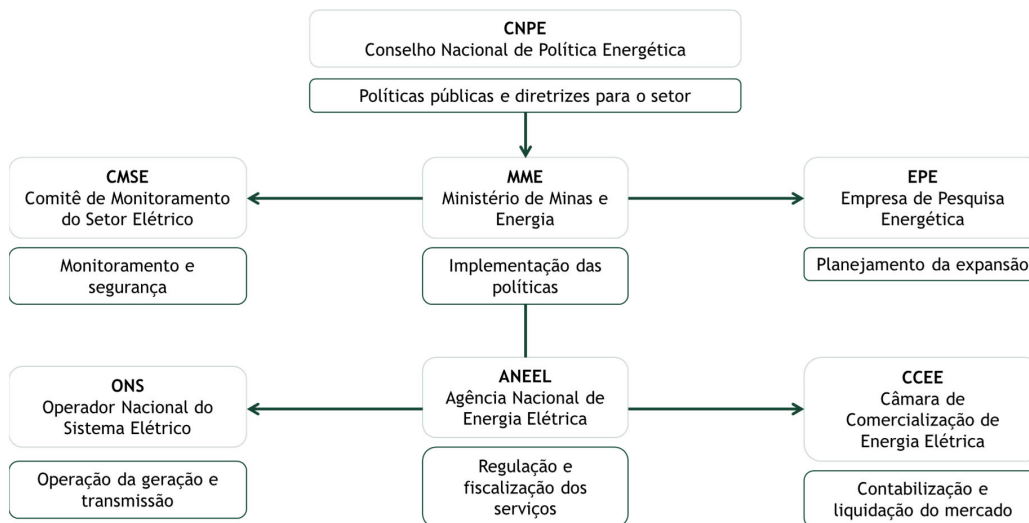 CNPE
Conselho Nacional de Política Energética
Políticas públicas e diretrizes para o setor
CMSE
Comitê de Monitoramento
do Setor Elétrico
Monitoramento e
segurança
MME
Ministério de Minas e
Energia
Implementação das
políticas
EPE
Empresa de Pesquisa
Energética
Planejamento da expansão
ONS
Operador Nacional do
Sistema Elétrico
Operação da geração e
transmissão
ANEEL
Agência Nacional de
Energia Elétrica
Regulação e
fiscalização dos
serviços
CCEE
Câmara de
Comercialização de
Energia Elétrica
Contabilização e
liquidação do mercado